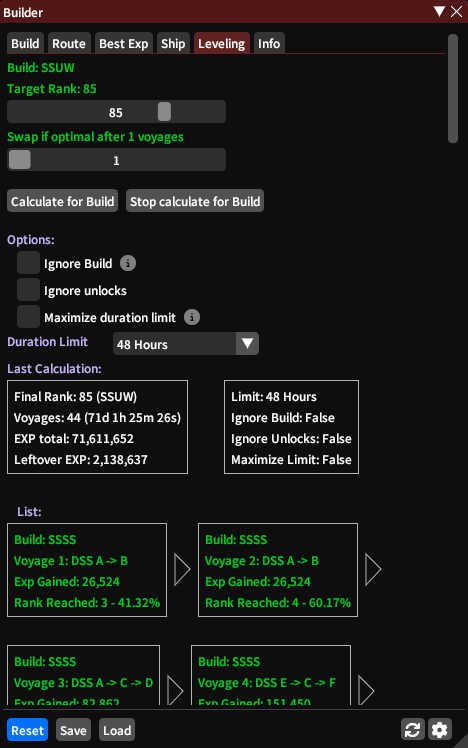 Builder
Build Route Best Exp Ship Leveling Info
Build: SSUW
Target Rank: 85
85
Swap if optimal after 1 voyages
1
Calculate for Build Stop calculate for Build
Options:
Ignore Build
Ignore unlocks
Maximize duration limit
Duration Limit 48 Hours
Last Calculation:
Final Rank: 85 (SSUW)
Voyages: 44 (71d 1h 25m 26s)
EXP total: 71,611,652
Leftover EXP: 2,138,637
Limit: 48 Hours
Ignore Build: False
Ignore Unlocks: False
Maximize Limit: False
List:
Build: SSSS
Voyage 1: DSS A -> B
Exp Gained: 26,524
Rank Reached: 3 - 41.32%
Build: SSSS
Voyage 2: DSS A -> B
Exp Gained: 26,524
Rank Reached: 4 - 60.17%
Build: SSSS
Voyage 3: DSS A -> C -> D
Exp Gained: 82,862
Build: SSSS
Voyage 4: DSS E -> C -> F
Exp Gained: 151,450
Reset Save Load